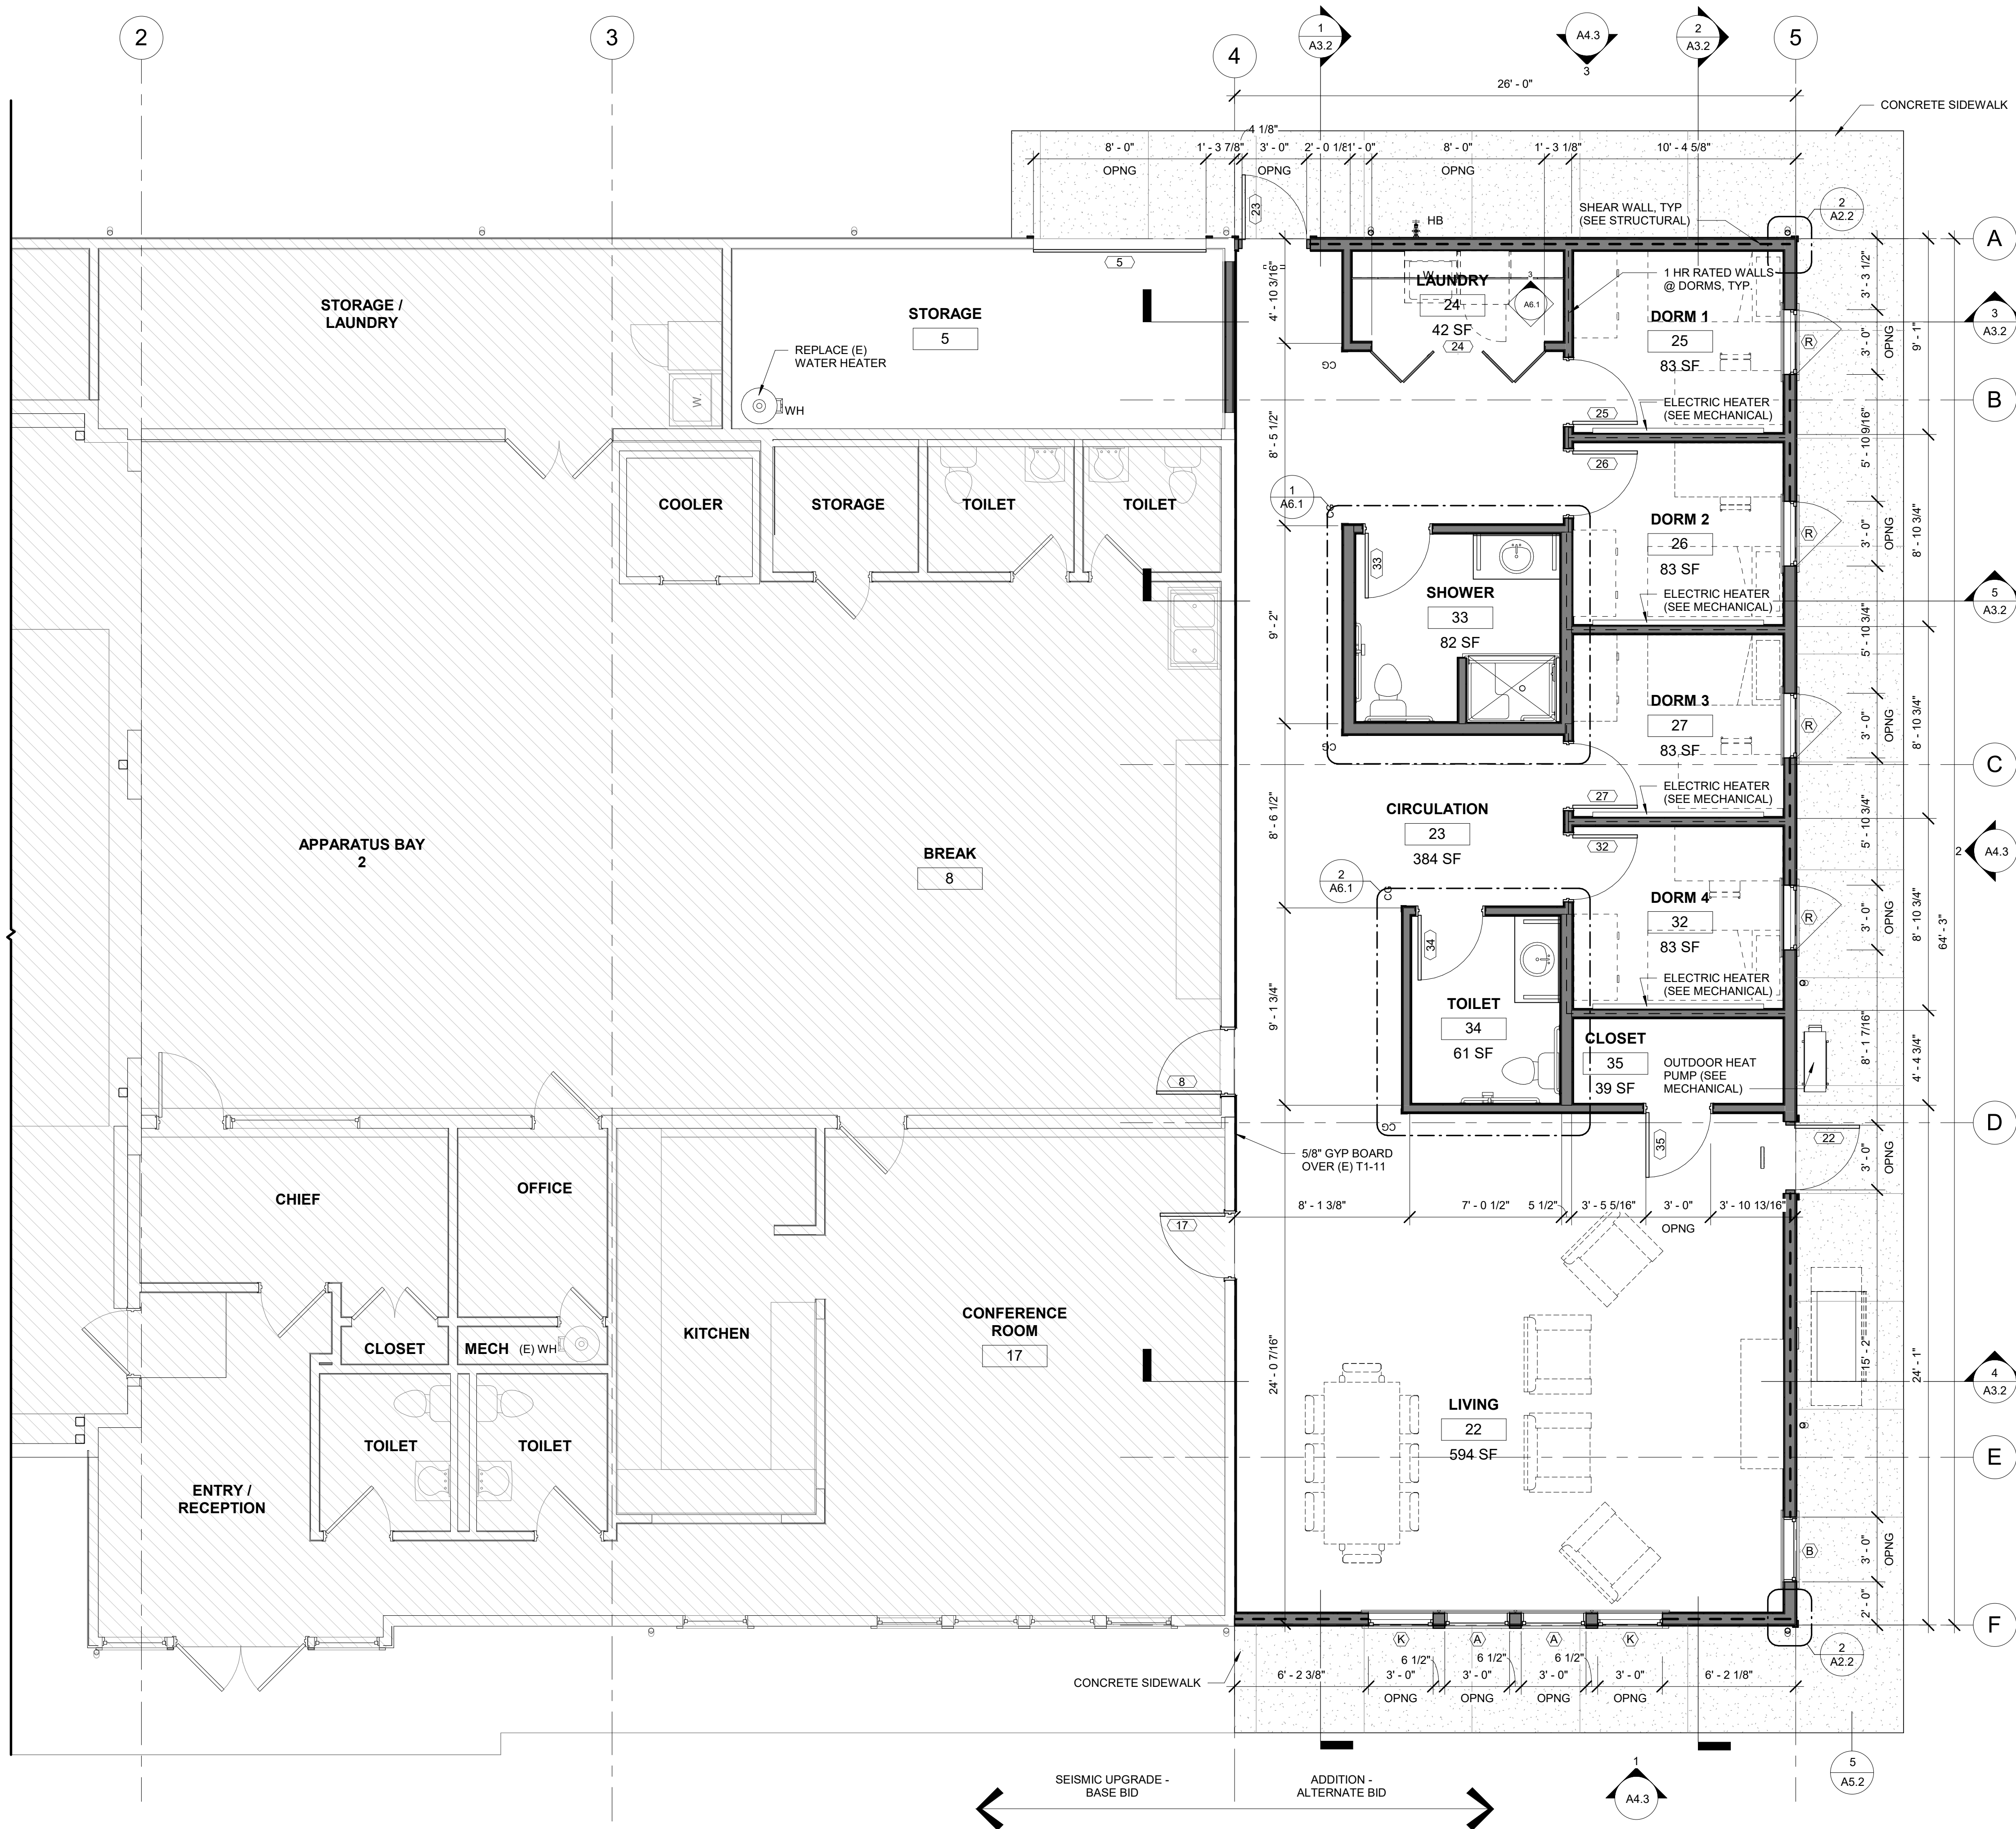 2
3
4
5
1
A3.2
A4.3
3
2
A3.2
26' - 0"
CONCRETE SIDEWALK
4 1/8"
8' - 0"
1' - 3 7/8"
3' - 0"
2' - 0 1/8"
1' - 0"
8' - 0"
1' - 3 1/8"
10' - 4 5/8"
OPNG
OPNG
OPNG
23
HB
SHEAR WALL, TYP
(SEE STRUCTURAL)
2
A2.2
A
5
STORAGE /
LAUNDRY
STORAGE
5
REPLACE (E)
WATER HEATER
WH
W.
4' - 10 3/16"
W.
LAUNDRY
24
42 SF
24
3
A6.1
1 HR RATED WALLS
@ DORMS, TYP.
DORM 1
25
83 SF
R
3' - 3 1/2"
3' - 0"
OPNG
9' - 1"
3
A3.2
CG
B
25
ELECTRIC HEATER
(SEE MECHANICAL)
8' - 5 1/2"
26
5' - 10 9/16"
COOLER
STORAGE
TOILET
TOILET
1
A6.1
CG
DORM 2
26
83 SF
R
3' - 0"
OPNG
8' - 10 3/4"
33
SHOWER
33
82 SF
ELECTRIC HEATER
(SEE MECHANICAL)
9' - 2"
5' - 10 3/4"
5
A3.2
DORM 3
27
83 SF
R
3' - 0"
OPNG
8' - 10 3/4"
CG
C
ELECTRIC HEATER
(SEE MECHANICAL)
27
CIRCULATION
23
384 SF
8' - 6 1/2"
32
5' - 10 3/4"
2
A4.3
APPARATUS BAY
2
BREAK
8
2
A6.1
CG
DORM 4
32
83 SF
R
3' - 0"
OPNG
8' - 10 3/4"
64' - 3"
34
ELECTRIC HEATER
(SEE MECHANICAL)
9' - 1 3/4"
TOILET
34
61 SF
CLOSET
35
39 SF
OUTDOOR HEAT
PUMP (SEE
MECHANICAL)
8' - 1 7/16"
4' - 4 3/4"
8
CG
D
35
22
3' - 0"
OPNG
5/8" GYP BOARD
OVER (E) T1-11
CHIEF
OFFICE
17
8' - 1 3/8"
7' - 0 1/2"
5 1/2"
3' - 5 5/16"
3' - 0"
3' - 10 13/16"
OPNG
CLOSET
MECH
(E) WH
KITCHEN
CONFERENCE
ROOM
17
24' - 0 7/16"
15' - 2"
24' - 1"
4
A3.2
LIVING
22
594 SF
TOILET
TOILET
E
ENTRY /
RECEPTION
B
3' - 0"
OPNG
2' - 0"
F
K
A
A
K
2
A2.2
6 1/2"
6 1/2"
6 1/2"
CONCRETE SIDEWALK
6' - 2 3/8"
3' - 0"
3' - 0"
3' - 0"
3' - 0"
6' - 2 1/8"
OPNG
OPNG
OPNG
OPNG
SEISMIC UPGRADE -
BASE BID
ADDITION -
ALTERNATE BID
1
A4.3
5
A5.2